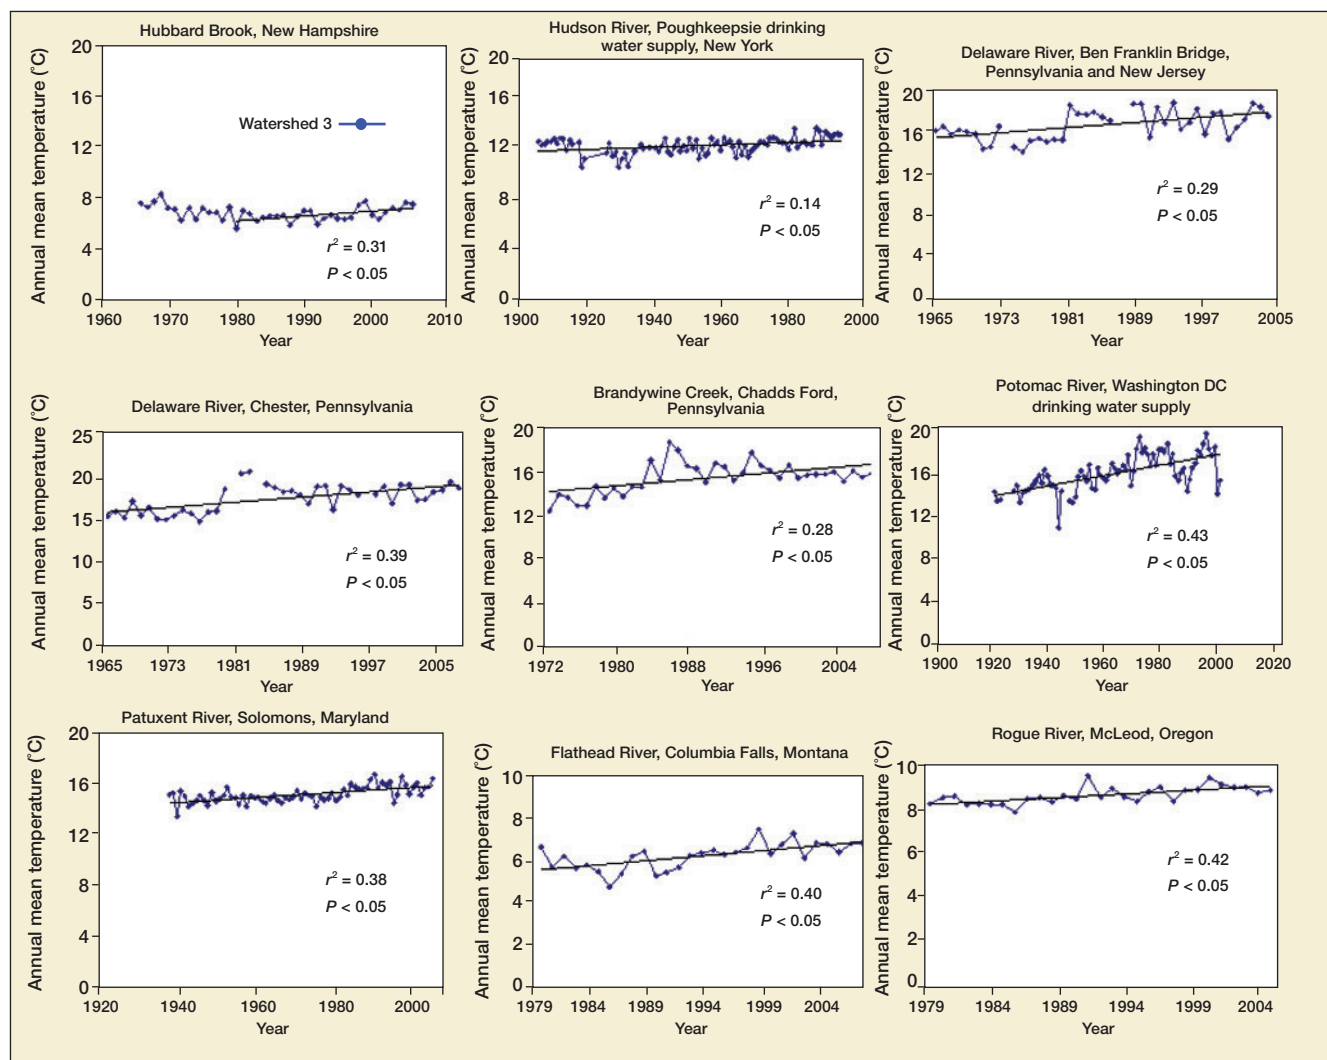 Hubbard Brook, New Hampshire
Annual mean temperature (˚C)
20
16
12
8
4
0
Watershed 3
r² = 0.31
P < 0.05
1960 1970 1980 1990 2000 2010
Year
Hudson River, Poughkeepsie drinking
water supply, New York
Annual mean temperature (˚C)
20
16
12
8
4
0
r² = 0.14
P < 0.05
1900 1920 1940 1960 1980 2000
Year
Delaware River, Ben Franklin Bridge,
Pennsylvania and New Jersey
Annual mean temperature (˚C)
20
16
12
8
4
0
r² = 0.29
P < 0.05
1965 1973 1981 1989 1997 2005
Year
Delaware River, Chester, Pennsylvania
Annual mean temperature (˚C)
25
20
15
10
5
0
r² = 0.39
P < 0.05
1965 1973 1981 1989 1997 2005
Year
Brandywine Creek, Chadds Ford,
Pennsylvania
Annual mean temperature (˚C)
20
16
12
8
4
0
r² = 0.28
P < 0.05
1972 1980 1988 1996 2004
Year
Potomac River, Washington DC
drinking water supply
Annual mean temperature (˚C)
20
16
12
8
4
0
r² = 0.43
P < 0.05
1900 1920 1940 1960 1980 2000 2020
Year
Patuxent River, Solomons, Maryland
Annual mean temperature (˚C)
20
16
12
8
4
0
r² = 0.38
P < 0.05
1920 1940 1960 1980 2000
Year
Flathead River, Columbia Falls, Montana
Annual mean temperature (˚C)
10
8
6
4
2
0
r² = 0.40
P < 0.05
1979 1984 1989 1994 1999 2004
Year
Rogue River, McLeod, Oregon
Annual mean temperature (˚C)
10
8
6
4
2
0
r² = 0.42
P < 0.05
1979 1984 1989 1994 1999 2004
Year